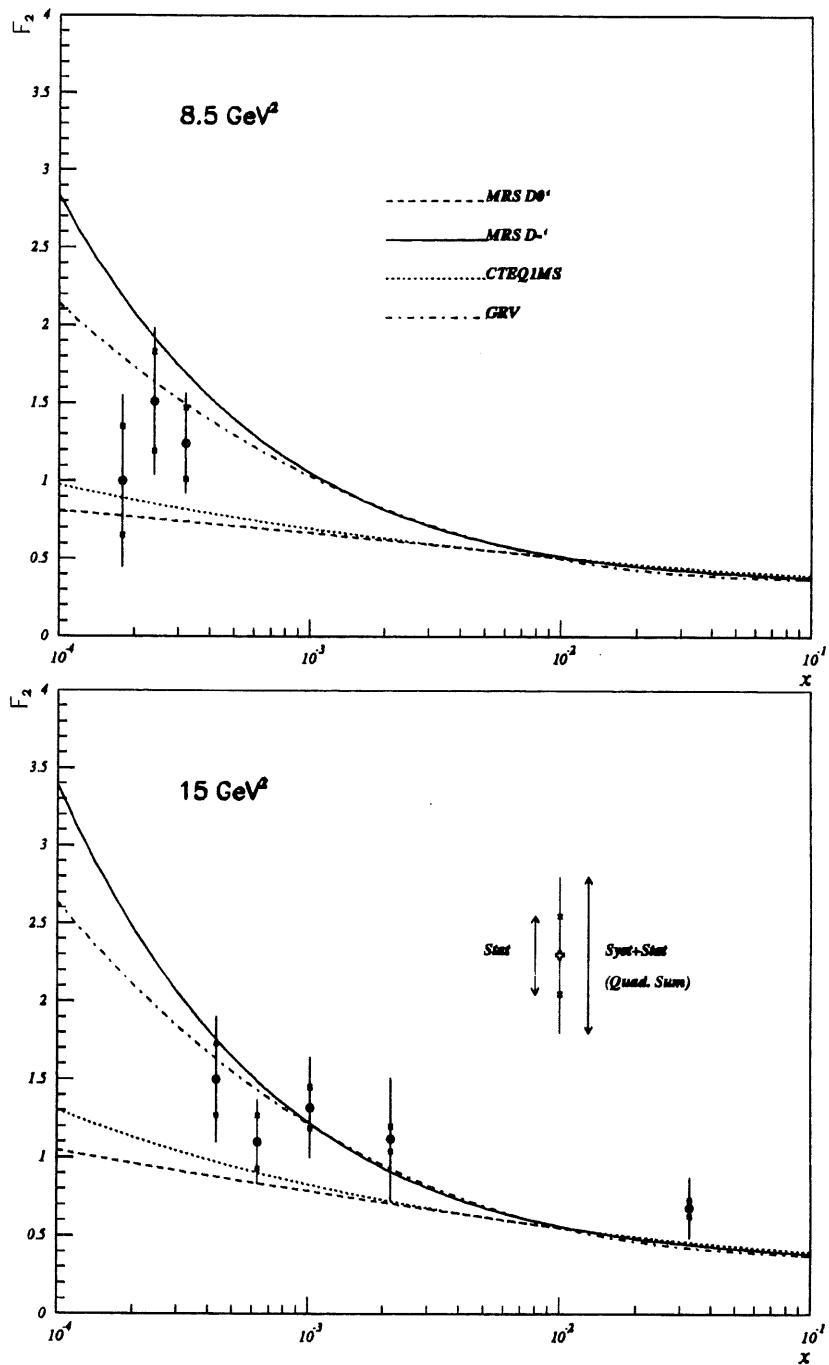 F₂
4
3.5
8.5 GeV²
3
MRS D0'
MRS D-'
2.5
CTEQ1MS
GRV
2
1.5
1
0.5
0
10⁻⁴ 10⁻³ 10⁻² 10⁻¹
x
F₂
4
3.5
15 GeV²
3
2.5
Stat Syst+Stat
(Quad. Sum)
2
1.5
1
0.5
0
10⁻⁴ 10⁻³ 10⁻² 10⁻¹
x